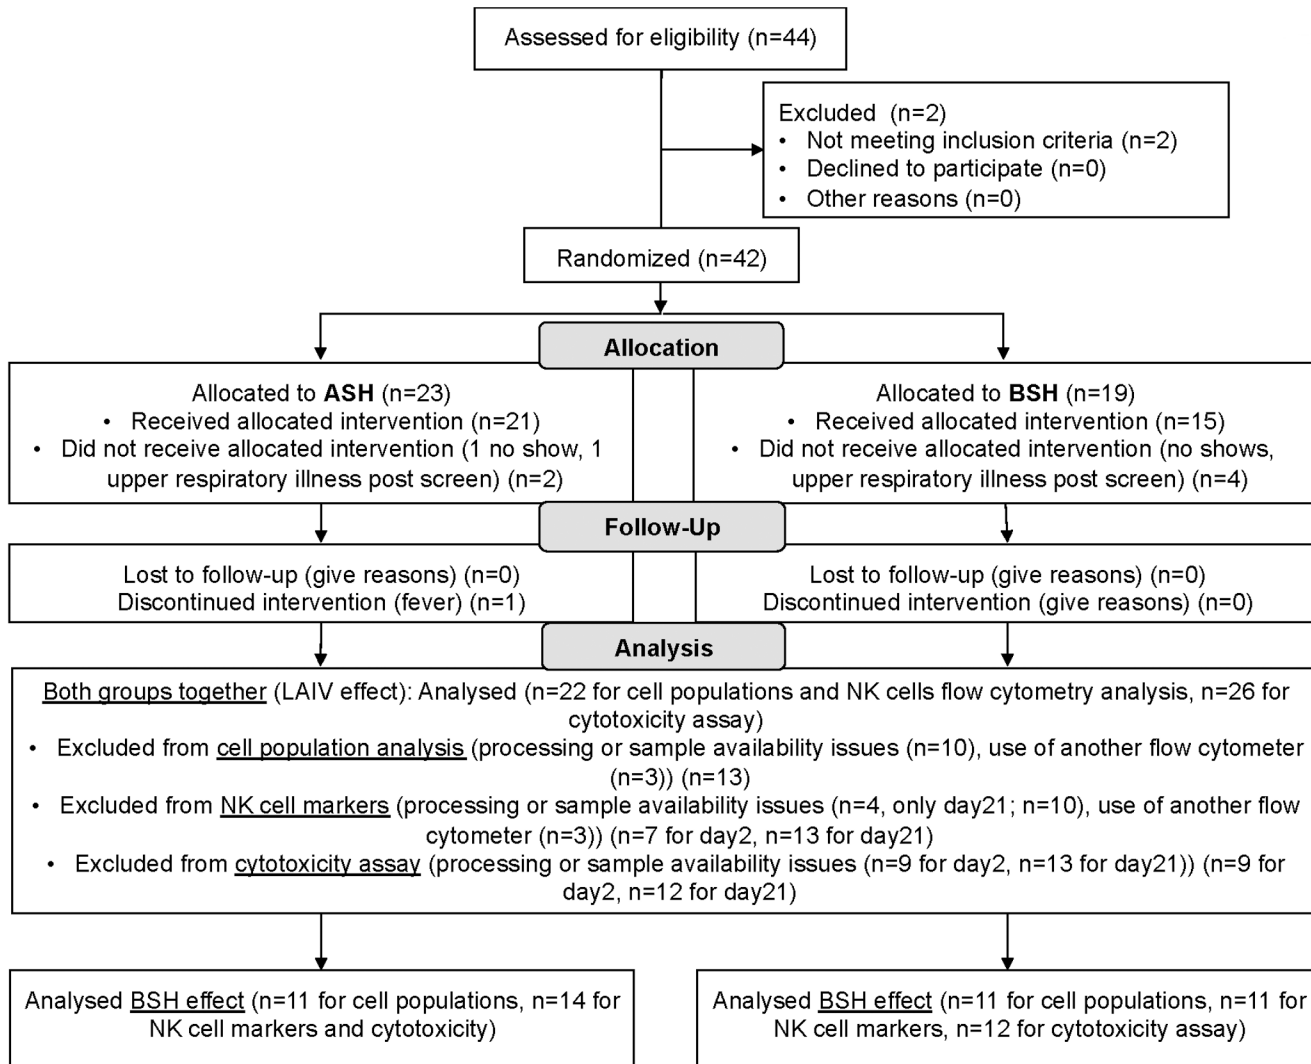 Assessed for eligibility (n=44)
Excluded (n=2)
• Not meeting inclusion criteria (n=2)
• Declined to participate (n=0)
• Other reasons (n=0)
Randomized (n=42)
Allocation
Allocated to ASH (n=23)
• Received allocated intervention (n=21)
• Did not receive allocated intervention (1 no show, 1
upper respiratory illness post screen) (n=2)
Allocated to BSH (n=19)
• Received allocated intervention (n=15)
• Did not receive allocated intervention (no shows,
upper respiratory illness post screen) (n=4)
Follow-Up
Lost to follow-up (give reasons) (n=0)
Discontinued intervention (fever) (n=1)
Lost to follow-up (give reasons) (n=0)
Discontinued intervention (give reasons) (n=0)
Analysis
Both groups together (LAIV effect): Analysed (n=22 for cell populations and NK cells flow cytometry analysis, n=26 for
cytotoxicity assay)
• Excluded from cell population analysis (processing or sample availability issues (n=10), use of another flow cytometer
(n=3)) (n=13)
• Excluded from NK cell markers (processing or sample availability issues (n=4, only day21; n=10), use of another flow
cytometer (n=3)) (n=7 for day2, n=13 for day21)
• Excluded from cytotoxicity assay (processing or sample availability issues (n=9 for day2, n=13 for day21)) (n=9 for
day2, n=12 for day21)
Analysed BSH effect (n=11 for cell populations, n=14 for
NK cell markers and cytotoxicity)
Analysed BSH effect (n=11 for cell populations, n=11 for
NK cell markers, n=12 for cytotoxicity assay)